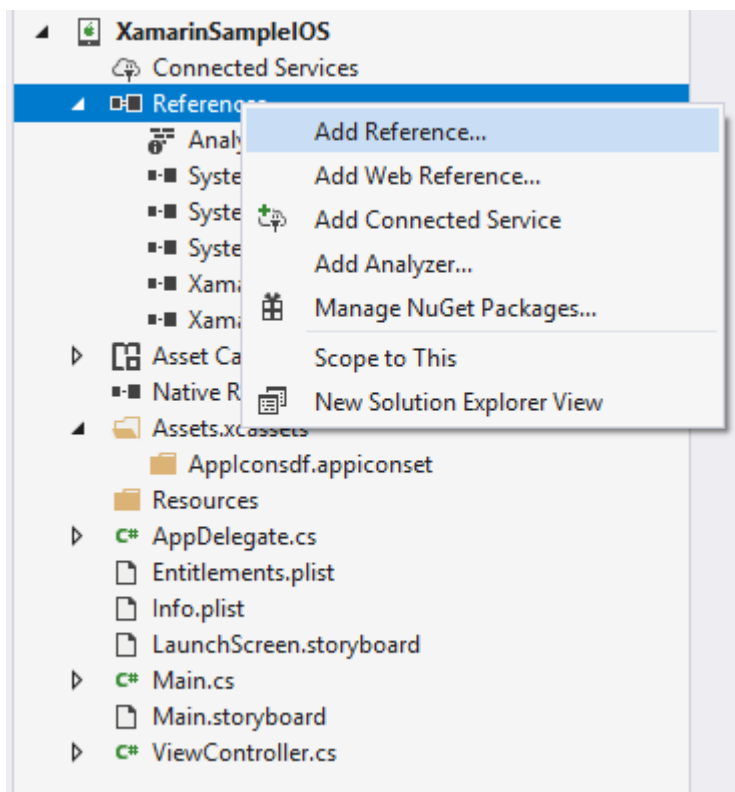 XamarinSampleIOS
Connected Services
References
Add Reference...
Add Web Reference...
Add Connected Service
Add Analyzer...
Manage NuGet Packages...
Scope to This
New Solution Explorer View
Analy
Syste
Syste
Syste
Xama
Xama
Asset Ca
Native R
Assets.xcassets
AppIconsdf.appiconset
Resources
C# AppDelegate.cs
Entitlements.plist
Info.plist
LaunchScreen.storyboard
C# Main.cs
Main.storyboard
C# ViewController.cs